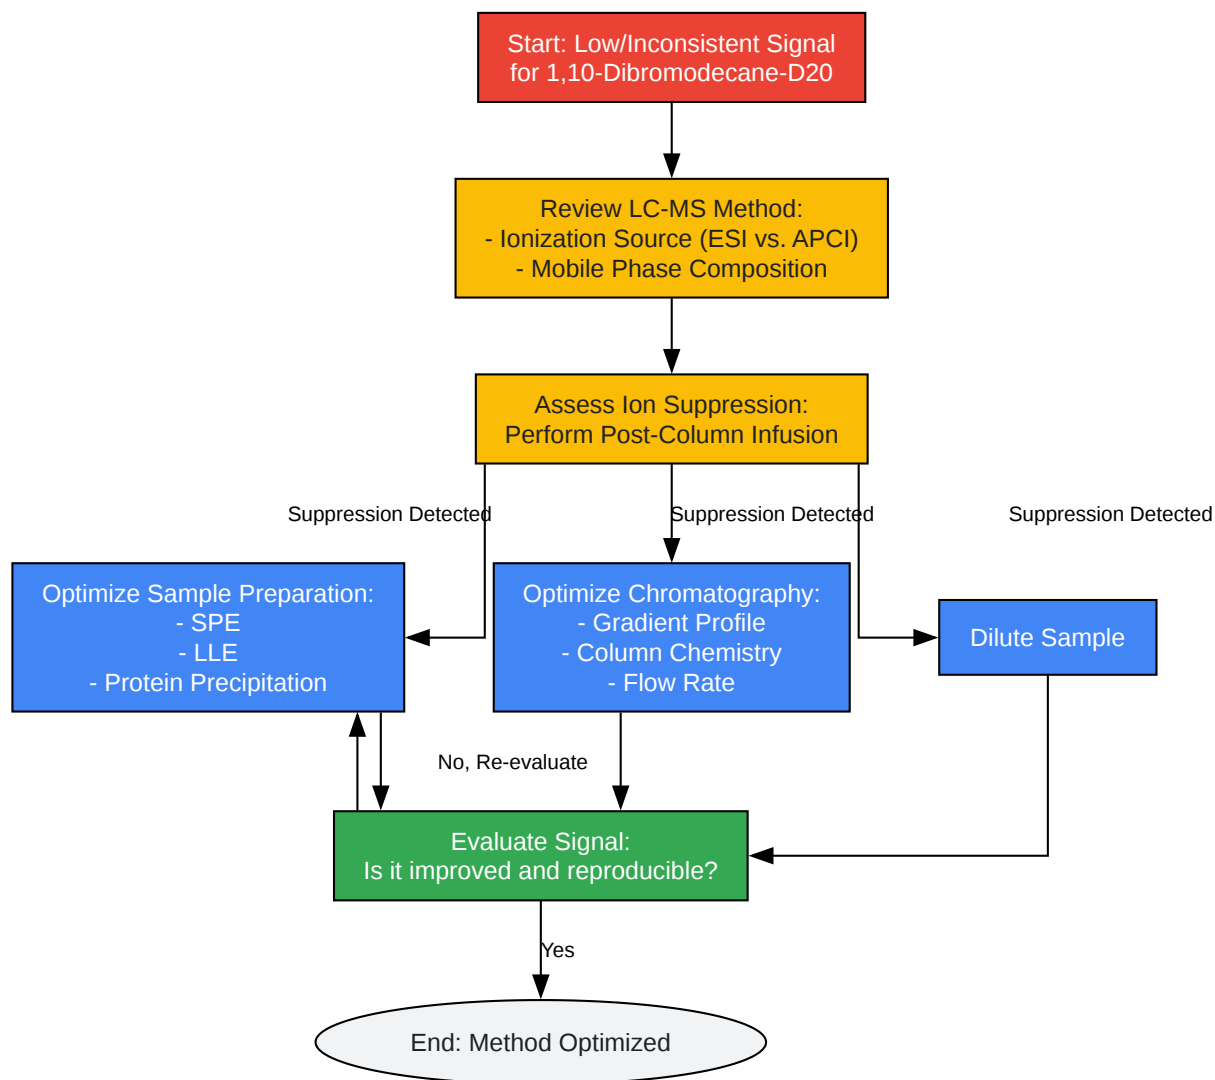 Start: Low/Inconsistent Signal
for 1,10-Dibromodecane-D20
Review LC-MS Method:
- Ionization Source (ESI vs. APCI)
- Mobile Phase Composition
Assess Ion Suppression:
Perform Post-Column Infusion
Suppression Detected
Suppression Detected
Suppression Detected
Optimize Sample Preparation:
- SPE
- LLE
- Protein Precipitation
Optimize Chromatography:
- Gradient Profile
- Column Chemistry
- Flow Rate
Dilute Sample
No, Re-evaluate
Evaluate Signal:
Is it improved and reproducible?
Yes
End: Method Optimized